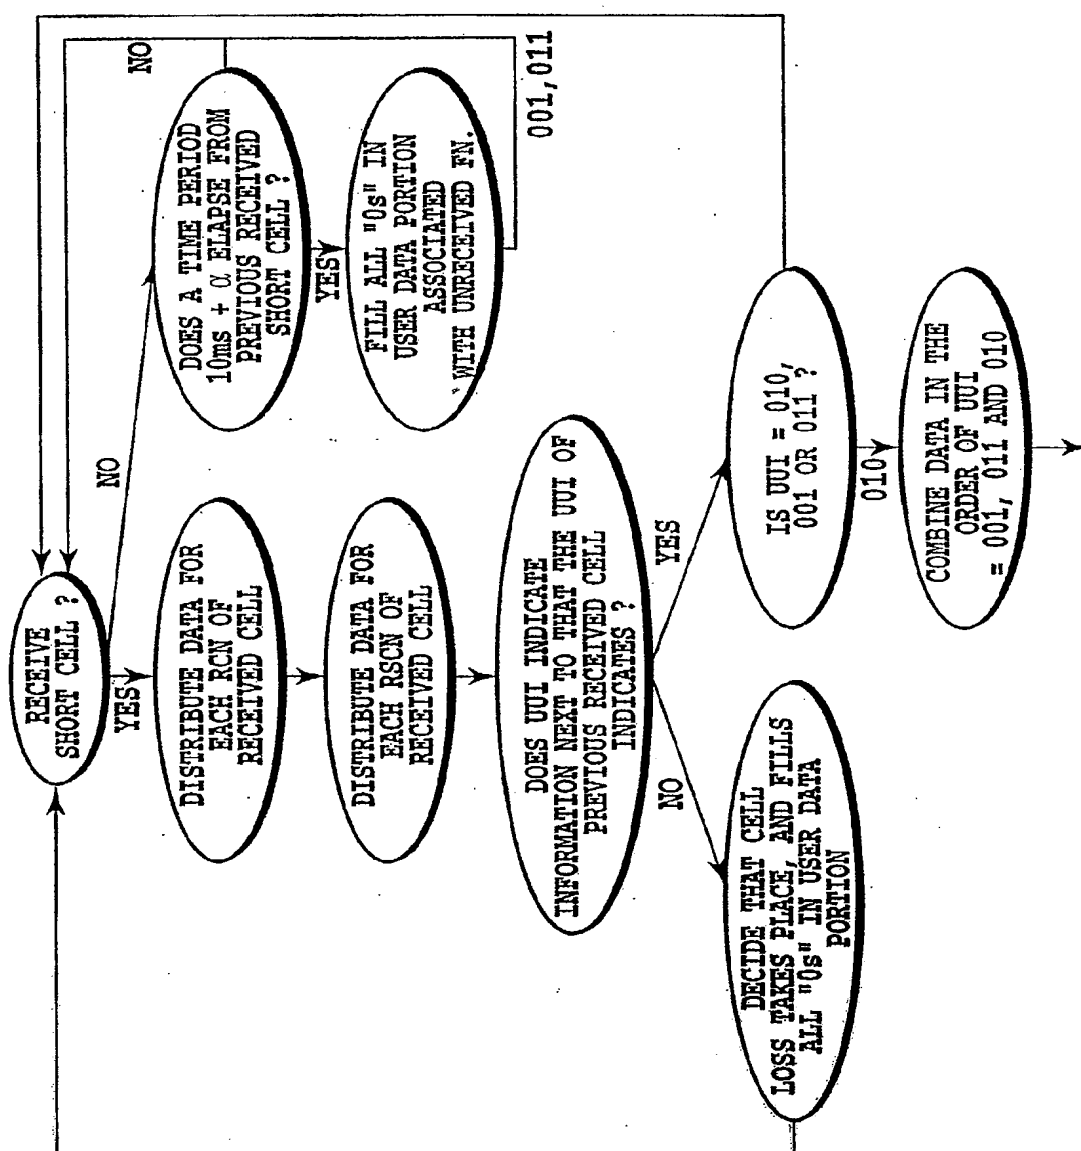 RECEIVE
SHORT CELL ?
YES
NO
DISTRIBUTE DATA FOR
EACH RCN OF
RECEIVED CELL
DOES A TIME PERIOD
10ms + α ELAPSE FROM
PREVIOUS RECEIVED
SHORT CELL ?
NO
YES
DISTRIBUTE DATA FOR
EACH RSCN OF
RECEIVED CELL
FILL ALL "0s" IN
USER DATA PORTION
ASSOCIATED
WITH UNRECEIVED FN.
001,011
DOES UUI INDICATE
INFORMATION NEXT TO THAT THE UUI OF
PREVIOUS RECEIVED CELL
INDICATES ?
NO
YES
DECIDE THAT CELL
LOSS TAKES PLACE, AND FILLS
ALL "0s" IN USER DATA
PORTION
IS UUI = 010,
001 OR 011 ?
010
COMBINE DATA IN THE
ORDER OF UUI
= 001, 011 AND 010